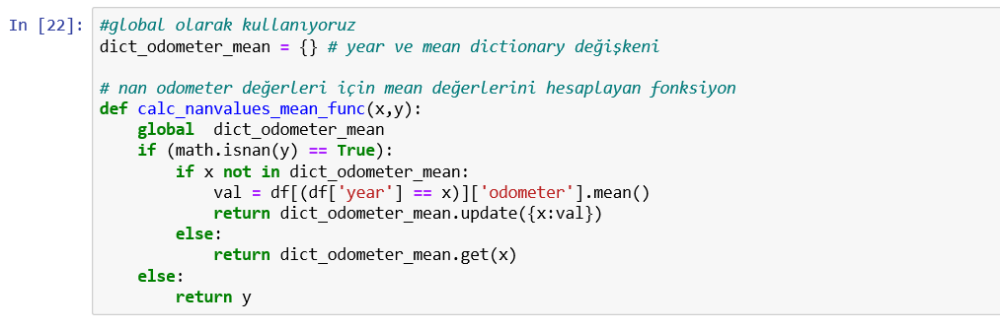 In [22]: #global olarak kullanıyoruz
dict_odometer_mean = {} # year ve mean dictionary değişkeni

# nan odometer değerleri için mean değerlerini hesaplayan fonksiyon
def calc_nanvalues_mean_func(x,y):
    global  dict_odometer_mean
    if (math.isnan(y) == True):
        if x not in dict_odometer_mean:
            val = df[(df['year'] == x)]['odometer'].mean()
            return dict_odometer_mean.update({x:val})
        else:
            return dict_odometer_mean.get(x)
    else:
        return y